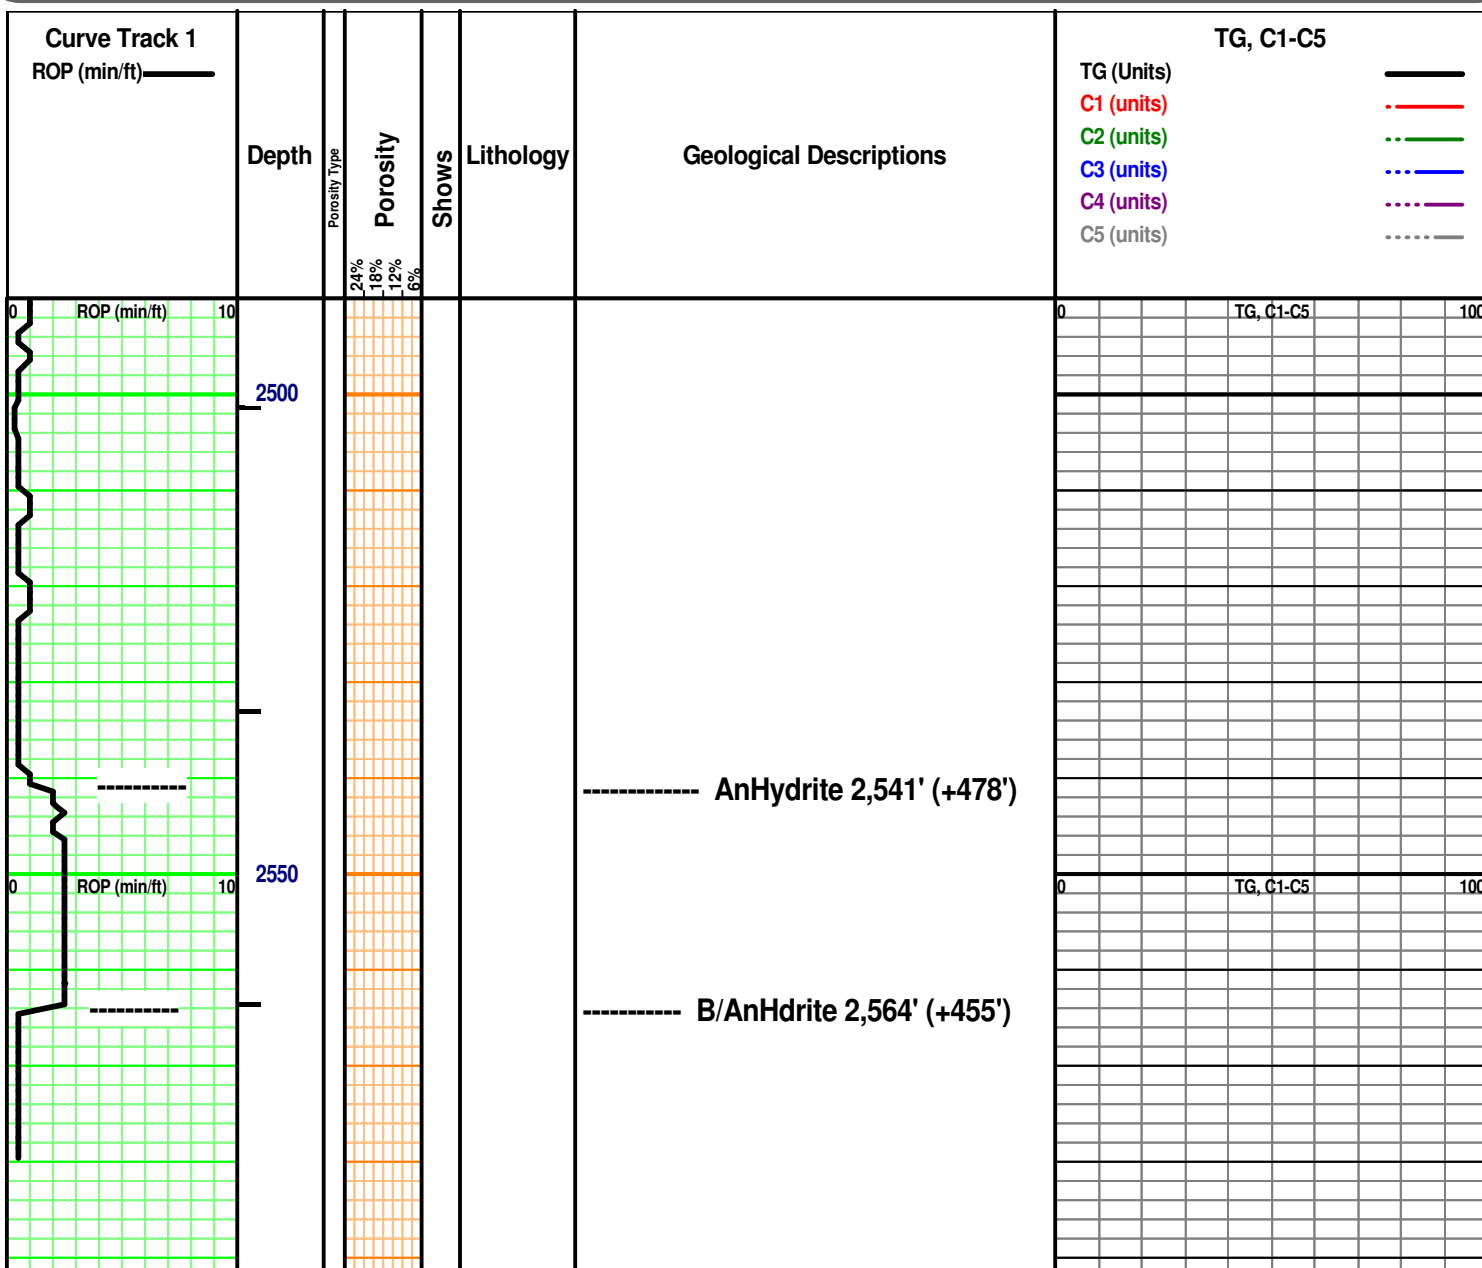 Curve Track 1
ROP (min/ft)
Depth
Porosity Type
Porosity
24%
18%
12%
6%
Shows
Lithology
Geological Descriptions
TG, C1-C5
TG (Units)
C1 (units)
C2 (units)
C3 (units)
C4 (units)
C5 (units)
0 ROP (min/ft) 10
0 TG, C1-C5 100
2500
AnHydrite 2,541' (+478')
2550
0 ROP (min/ft) 10
0 TG, C1-C5 100
B/AnHdrite 2,564' (+455')